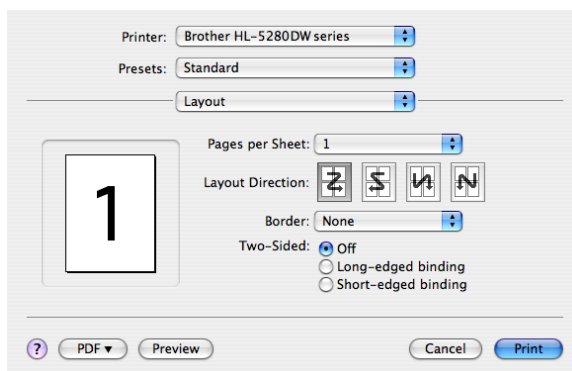 Printer: Brother HL-5280DW series
Presets: Standard
Layout
Pages per Sheet: 1
Layout Direction:
Border: None
Two-Sided: Off
Long-edged binding
Short-edged binding
1
? PDF▼ Preview Cancel Print